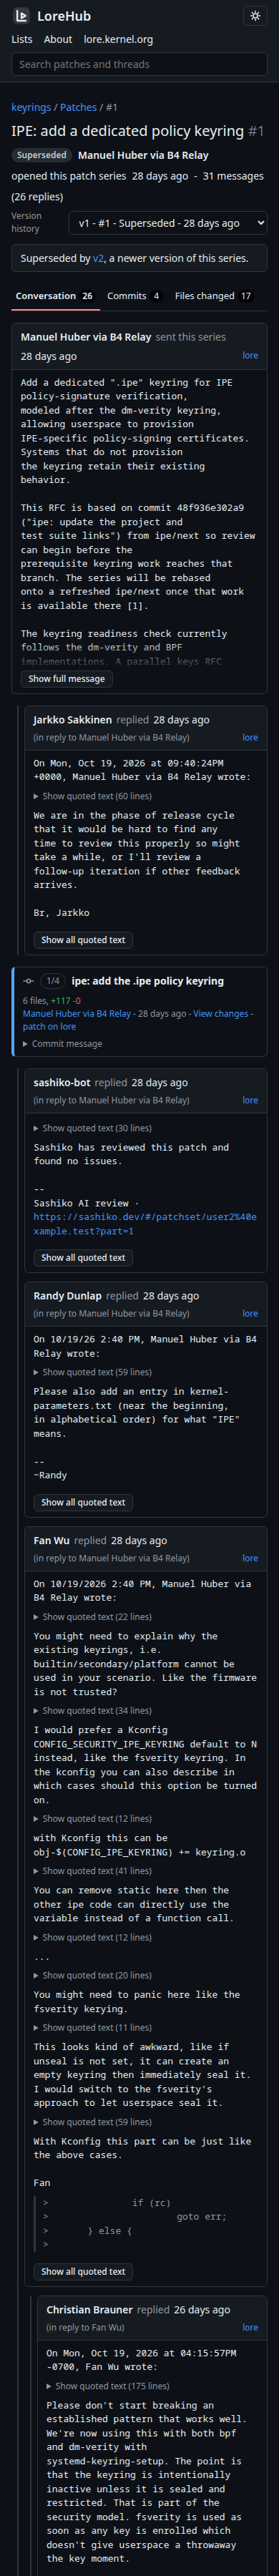 LoreHub
Lists About lore.kernel.org
Search patches and threads
keyrings / Patches / #1
IPE: add a dedicated policy keyring #1
Superseded Manuel Huber via B4 Relay
opened this patch series 28 days ago - 31 messages
(26 replies)
Version
history
v1 - #1 - Superseded - 28 days ago
Superseded by v2, a newer version of this series.
Conversation 26 Commits 4 Files changed 17
Manuel Huber via B4 Relay sent this series
28 days ago lore
Add a dedicated ".ipe" keyring for IPE
policy-signature verification,
modeled after the dm-verity keyring,
allowing userspace to provision
IPE-specific policy-signing certificates.
Systems that do not provision
the keyring retain their existing
behavior.
This RFC is based on commit 48f936e302a9
("ipe: update the project and
test suite links") from ipe/next so review
can begin before the
prerequisite keyring work reaches that
branch. The series will be rebased
onto a refreshed ipe/next once that work
is available there [1].
The keyring readiness check currently
follows the dm-verity and BPF
implementations. A parallel keys RFC
Show full message
Jarkko Sakkinen replied 28 days ago
(in reply to Manuel Huber via B4 Relay) lore
On Mon, Oct 19, 2026 at 09:40:24PM
+0000, Manuel Huber via B4 Relay wrote:
▶ Show quoted text (60 lines)
We are in the phase of release cycle
that it would be hard to find any
time to review this properly so might
take a while, or I'll review a
follow-up iteration if other feedback
arrives.
Br, Jarkko
Show all quoted text
1/4 ipe: add the .ipe policy keyring
6 files, +117 -0
Manuel Huber via B4 Relay - 28 days ago - View changes -
patch on lore
▶ Commit message
sashiko-bot replied 28 days ago
(in reply to Manuel Huber via B4 Relay) lore
▶ Show quoted text (30 lines)
Sashiko has reviewed this patch and
found no issues.
--
Sashiko AI review ·
https://sashiko.dev/#/patchset/user2%40e
xample.test?part=1
Show all quoted text
Randy Dunlap replied 28 days ago
(in reply to Manuel Huber via B4 Relay) lore
On 10/19/26 2:40 PM, Manuel Huber via B4
Relay wrote:
▶ Show quoted text (59 lines)
Please also add an entry in kernel-
parameters.txt (near the beginning,
in alphabetical order) for what "IPE"
means.
--
~Randy
Show all quoted text
Fan Wu replied 28 days ago
(in reply to Manuel Huber via B4 Relay) lore
On 10/19/2026 2:40 PM, Manuel Huber via
B4 Relay wrote:
▶ Show quoted text (22 lines)
You might need to explain why the
existing keyrings, i.e.
builtin/secondary/platform cannot be
used in your scenario. Like the firmware
is not trusted?
▶ Show quoted text (34 lines)
I would prefer a Kconfig
CONFIG_SECURITY_IPE_KEYRING default to N
instead, like the fsverity keyring. In
the kconfig you can also describe in
which cases should this option be turned
on.
▶ Show quoted text (12 lines)
with Kconfig this can be
obj-$(CONFIG_IPE_KEYRING) += keyring.o
▶ Show quoted text (41 lines)
You can remove static here then the
other ipe code can directly use the
variable instead of a function call.
▶ Show quoted text (12 lines)
...
▶ Show quoted text (20 lines)
You might need to panic here like the
fsverity kerying.
▶ Show quoted text (11 lines)
This looks kind of awkward, like if
unseal is not set, it can create an
empty keyring then immediately seal it.
I would switch to the fsverity's
approach to let userspace seal it.
▶ Show quoted text (59 lines)
With Kconfig this part can be just like
the above cases.
Fan
> if (rc)
> goto err;
> } else {
>
Show all quoted text
Christian Brauner replied 26 days ago
(in reply to Fan Wu) lore
On Mon, Oct 19, 2026 at 04:15:57PM
-0700, Fan Wu wrote:
▶ Show quoted text (175 lines)
Please don't start breaking an
established pattern that works well.
We're now using this with both bpf
and dm-verity with
systemd-keyring-setup. The point is
that the keyring is intentionally
inactive unless it is sealed and
restricted. That is part of the
security model. fsverity is used as
soon as any key is enrolled which
doesn't give userspace a throwaway
the key moment.